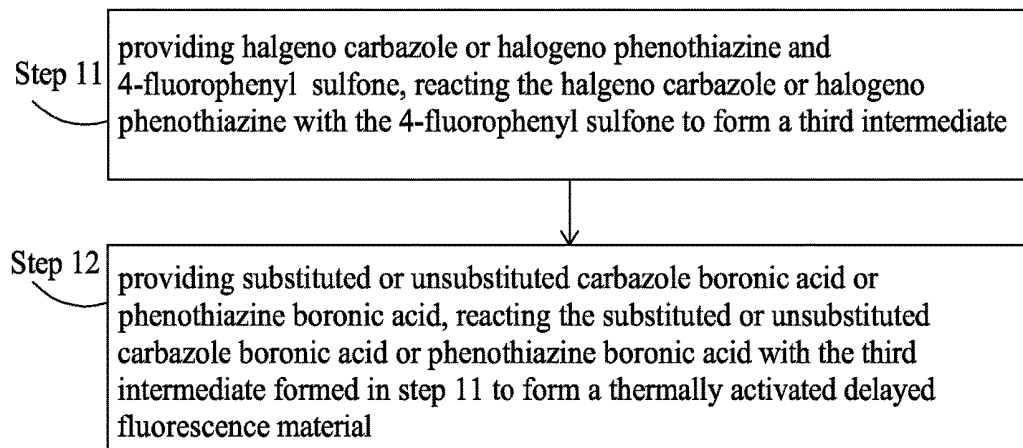 Step 11
providing halgeno carbazole or halogeno phenothiazine and
4-fluorophenyl sulfone, reacting the halgeno carbazole or halogeno
phenothiazine with the 4-fluorophenyl sulfone to form a third intermediate
Step 12
providing substituted or unsubstituted carbazole boronic acid or
phenothiazine boronic acid, reacting the substituted or unsubstituted
carbazole boronic acid or phenothiazine boronic acid with the third
intermediate formed in step 11 to form a thermally activated delayed
fluorescence material